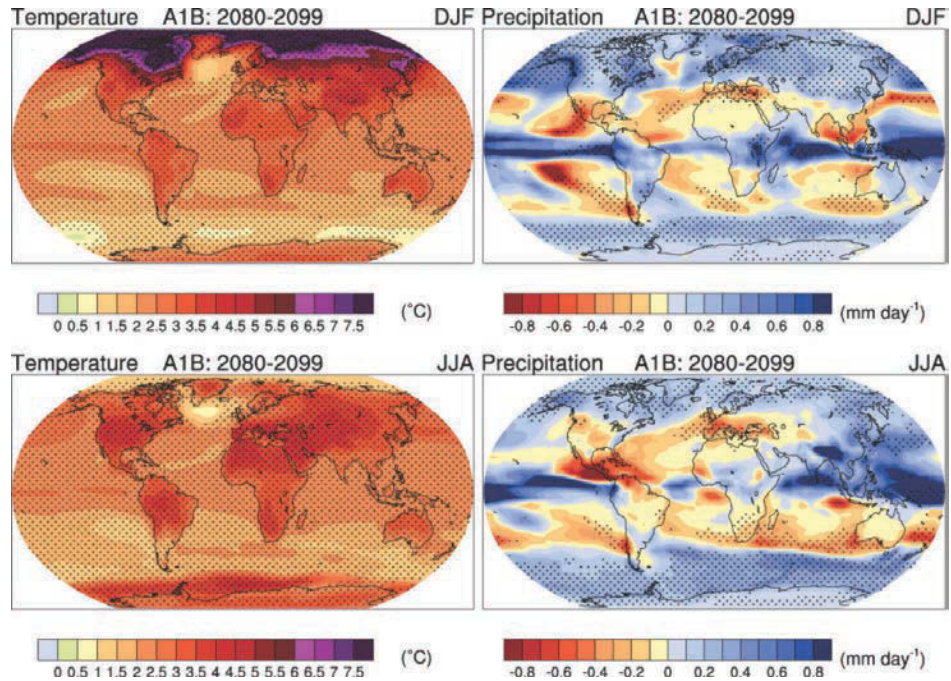 Temperature A1B: 2080-2099 DJF
Precipitation A1B: 2080-2099 DJF
0 0.5 1 1.5 2 2.5 3 3.5 4 4.5 5 5.5 6 6.5 7 7.5 (°C)
-0.8 -0.6 -0.4 -0.2 0 0.2 0.4 0.6 0.8 (mm day-1)
Temperature A1B: 2080-2099 JJA
Precipitation A1B: 2080-2099 JJA
0 0.5 1 1.5 2 2.5 3 3.5 4 4.5 5 5.5 6 6.5 7 7.5 (°C)
-0.8 -0.6 -0.4 -0.2 0 0.2 0.4 0.6 0.8 (mm day-1)